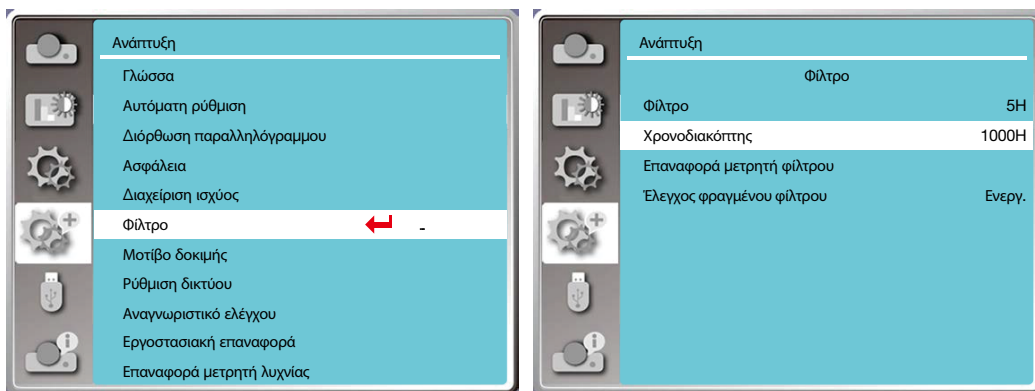 Ανάπτυξη
Γλώσσα
Αυτόματη ρύθμιση
Διόρθωση παραλληλόγραμμου
Ασφάλεια
Διαχείριση ισχύος
Φίλτρο -
Μοτίβο δοκιμής
Ρύθμιση δικτύου
Αναγνωριστικό ελέγχου
Εργοστασιακή επαναφορά
Επαναφορά μετρητή λυχνίας
Ανάπτυξη
Φίλτρο
Φίλτρο 5H
Χρονοδιακόπτης 1000H
Επαναφορά μετρητή φίλτρου
Έλεγχος φραγμένου φίλτρου Ενεργ.